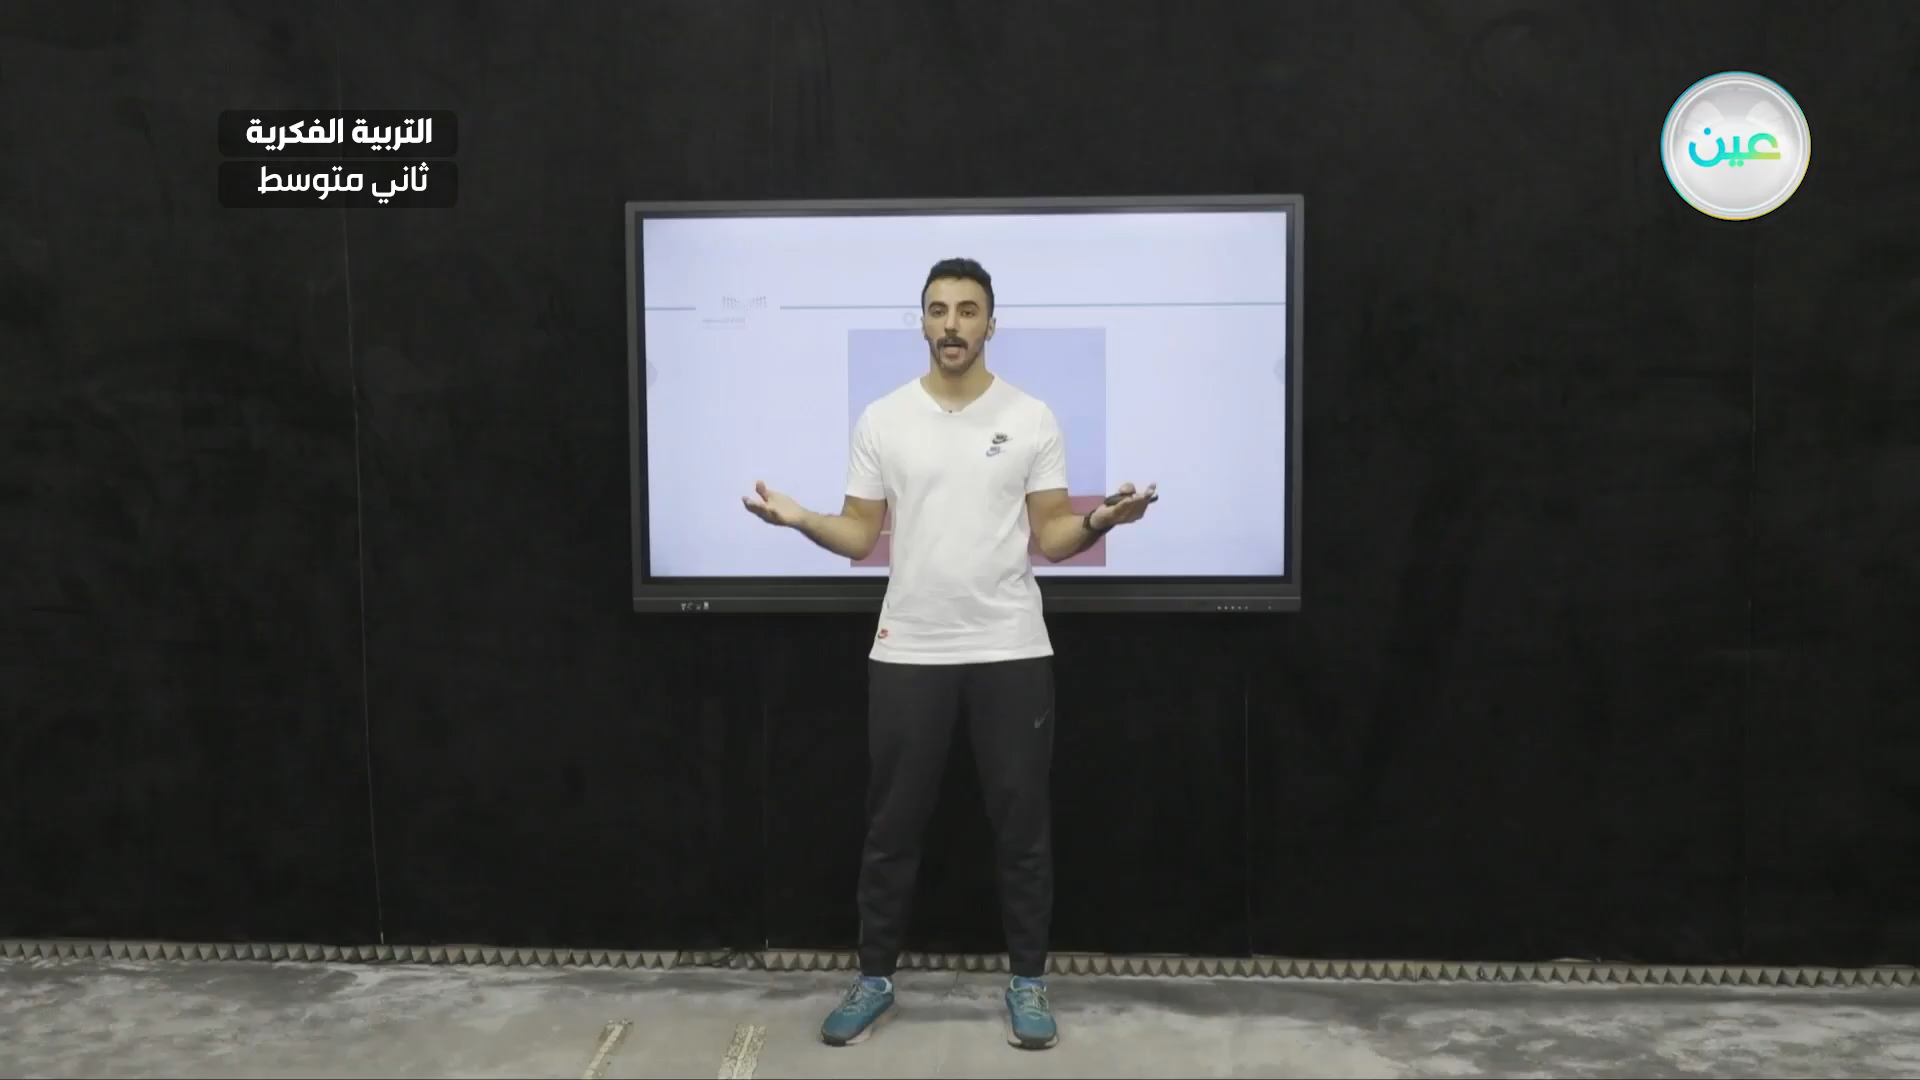 التربية الفكرية
ثاني متوسط
عين